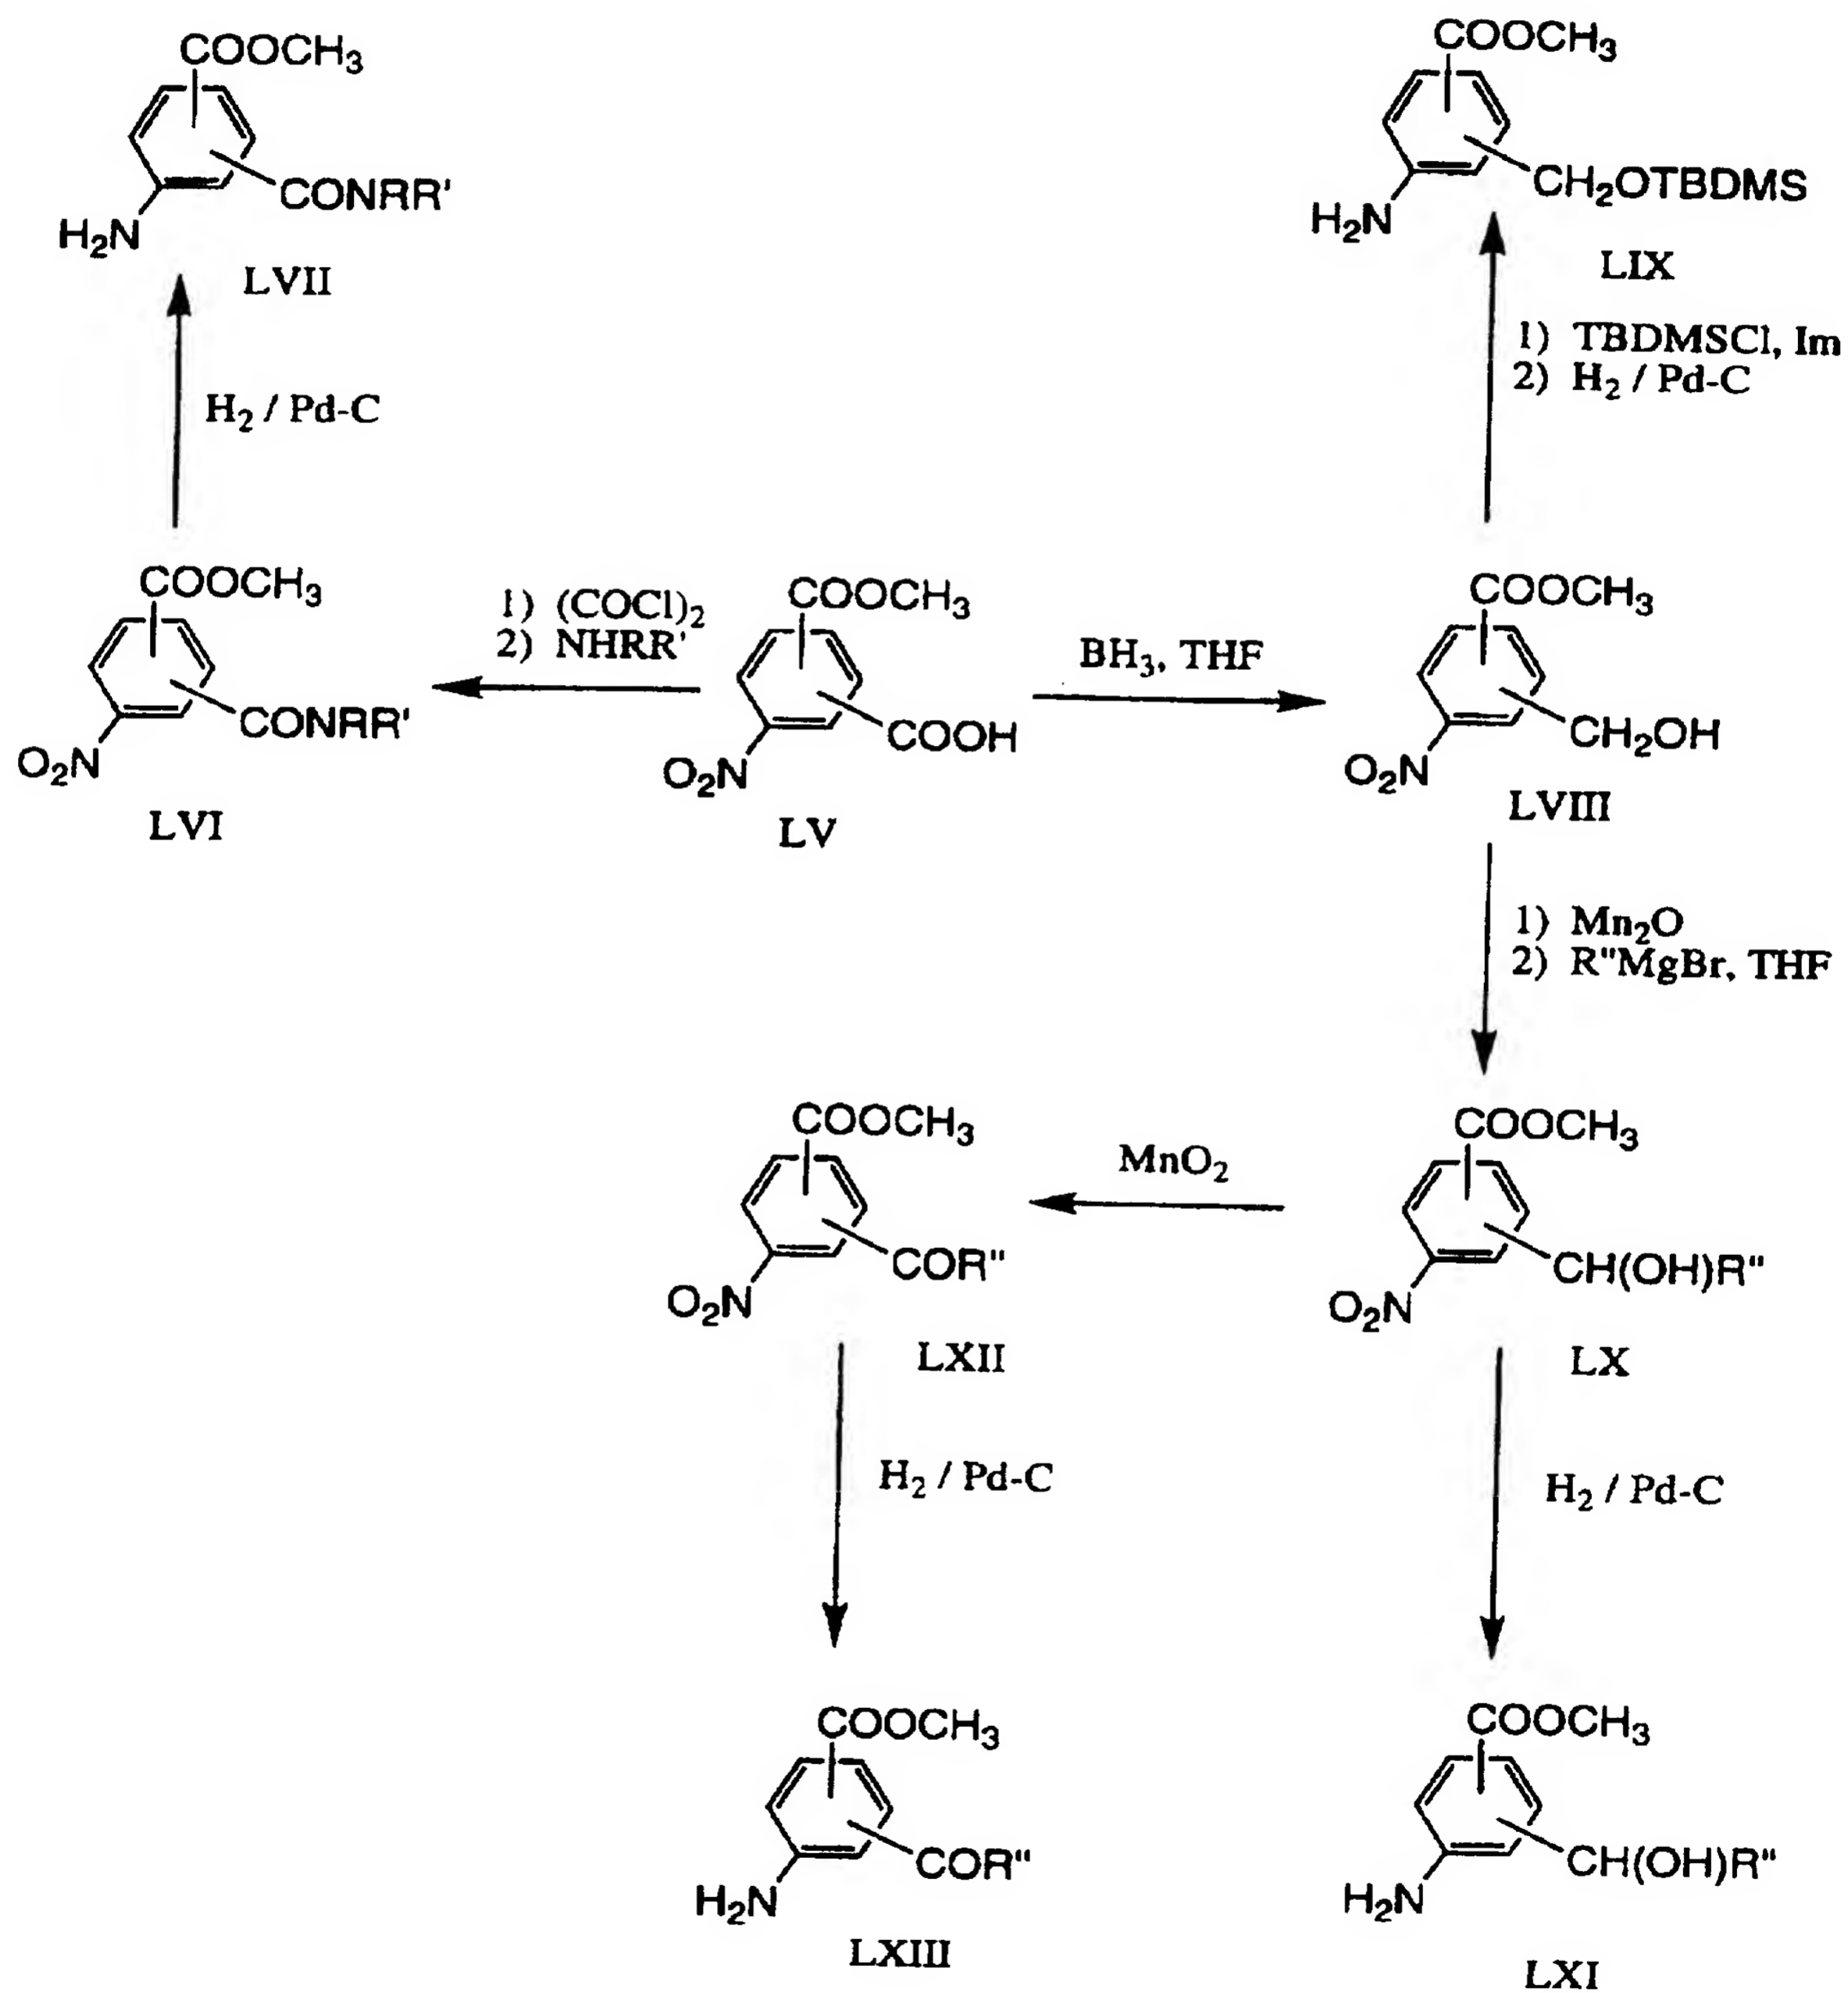 COOCH3
CONRR'
H2N
LVII
COOCH3
CH2OTBDMS
H2N
LIX
H2 / Pd-C
1) TBDMSCl, Im
2) H2 / Pd-C
COOCH3
CONRR'
O2N
LVI
1) (COCl)2
2) NHRR'
COOCH3
COOH
O2N
LV
BH3, THF
COOCH3
CH2OH
O2N
LVIII
1) Mn2O
2) R"MgBr, THF
COOCH3
COR"
O2N
LXII
MnO2
COOCH3
CH(OH)R"
O2N
LX
H2 / Pd-C
H2 / Pd-C
COOCH3
COR"
H2N
LXIII
COOCH3
CH(OH)R"
H2N
LXI